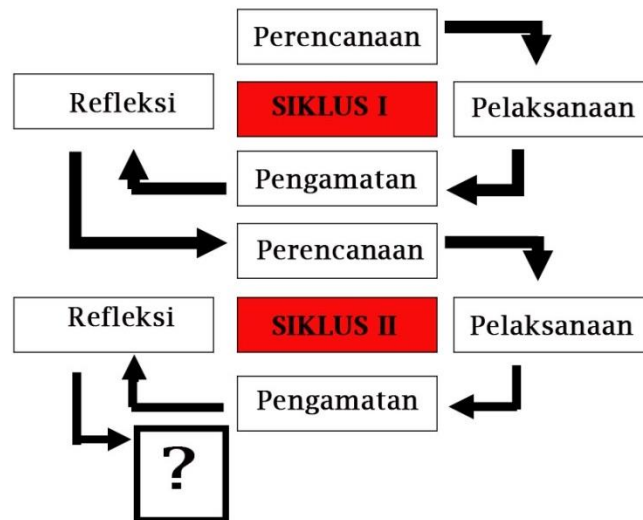 Perencanaan
Refleksi
SIKLUS I
Pelaksanaan
Pengamatan
Perencanaan
Refleksi
SIKLUS II
Pelaksanaan
Pengamatan
?